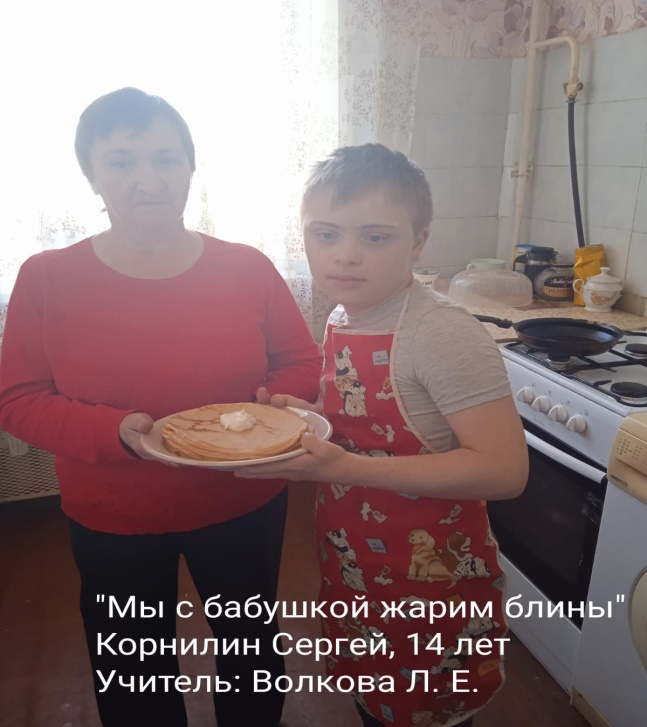 "Мы с бабушкой жарим блины"
Корнилин Сергей, 14 лет
Учитель: Волкова Л. Е.